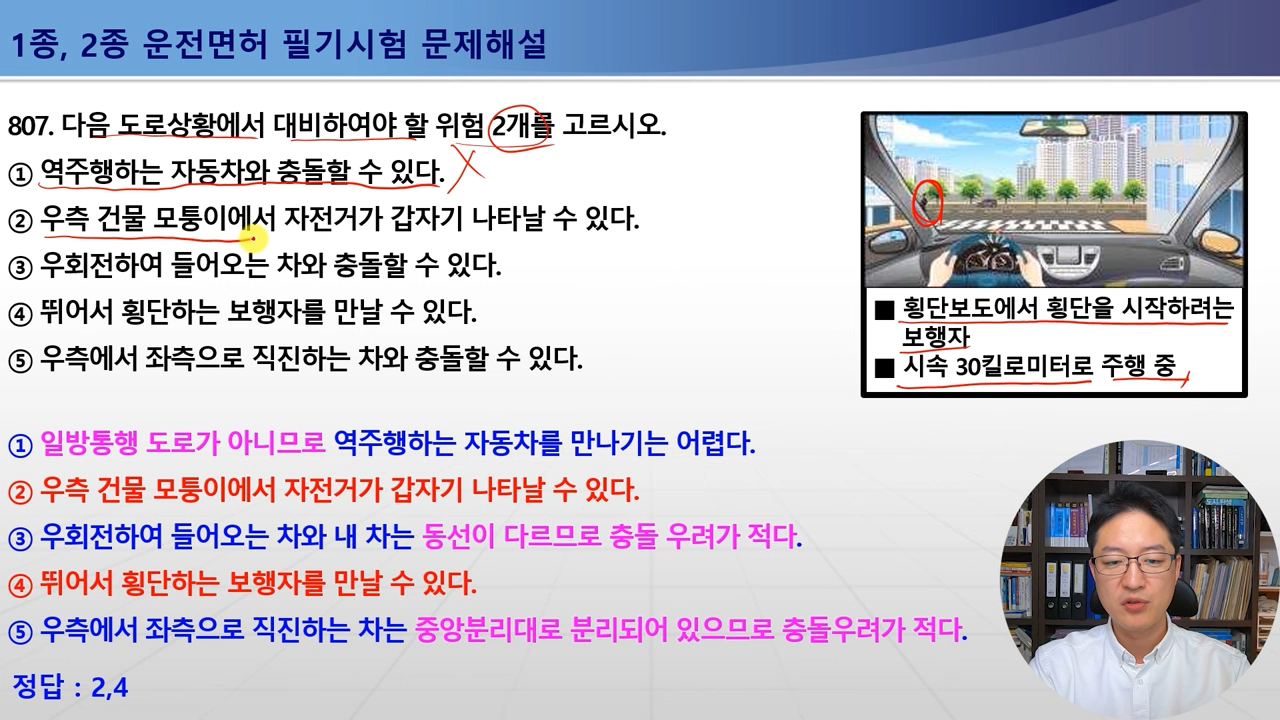 1종, 2종 운전면허 필기시험 문제해설
807. 다음 도로상황에서 대비하여야 할 위험 2개를 고르시오.
① 역주행하는 자동차와 충돌할 수 있다.
② 우측 건물 모퉁이에서 자전거가 갑자기 나타날 수 있다.
③ 우회전하여 들어오는 차와 충돌할 수 있다.
④ 뛰어서 횡단하는 보행자를 만날 수 있다.
⑤ 우측에서 좌측으로 직진하는 차와 충돌할 수 있다.
■ 횡단보도에서 횡단을 시작하려는
보행자
■ 시속 30킬로미터로 주행 중
① 일방통행 도로가 아니므로 역주행하는 자동차를 만나기는 어렵다.
② 우측 건물 모퉁이에서 자전거가 갑자기 나타날 수 있다.
③ 우회전하여 들어오는 차와 내 차는 동선이 다르므로 충돌 우려가 적다.
④ 뛰어서 횡단하는 보행자를 만날 수 있다.
⑤ 우측에서 좌측으로 직진하는 차는 중앙분리대로 분리되어 있으므로 충돌우려가 적다.
정답 : 2,4